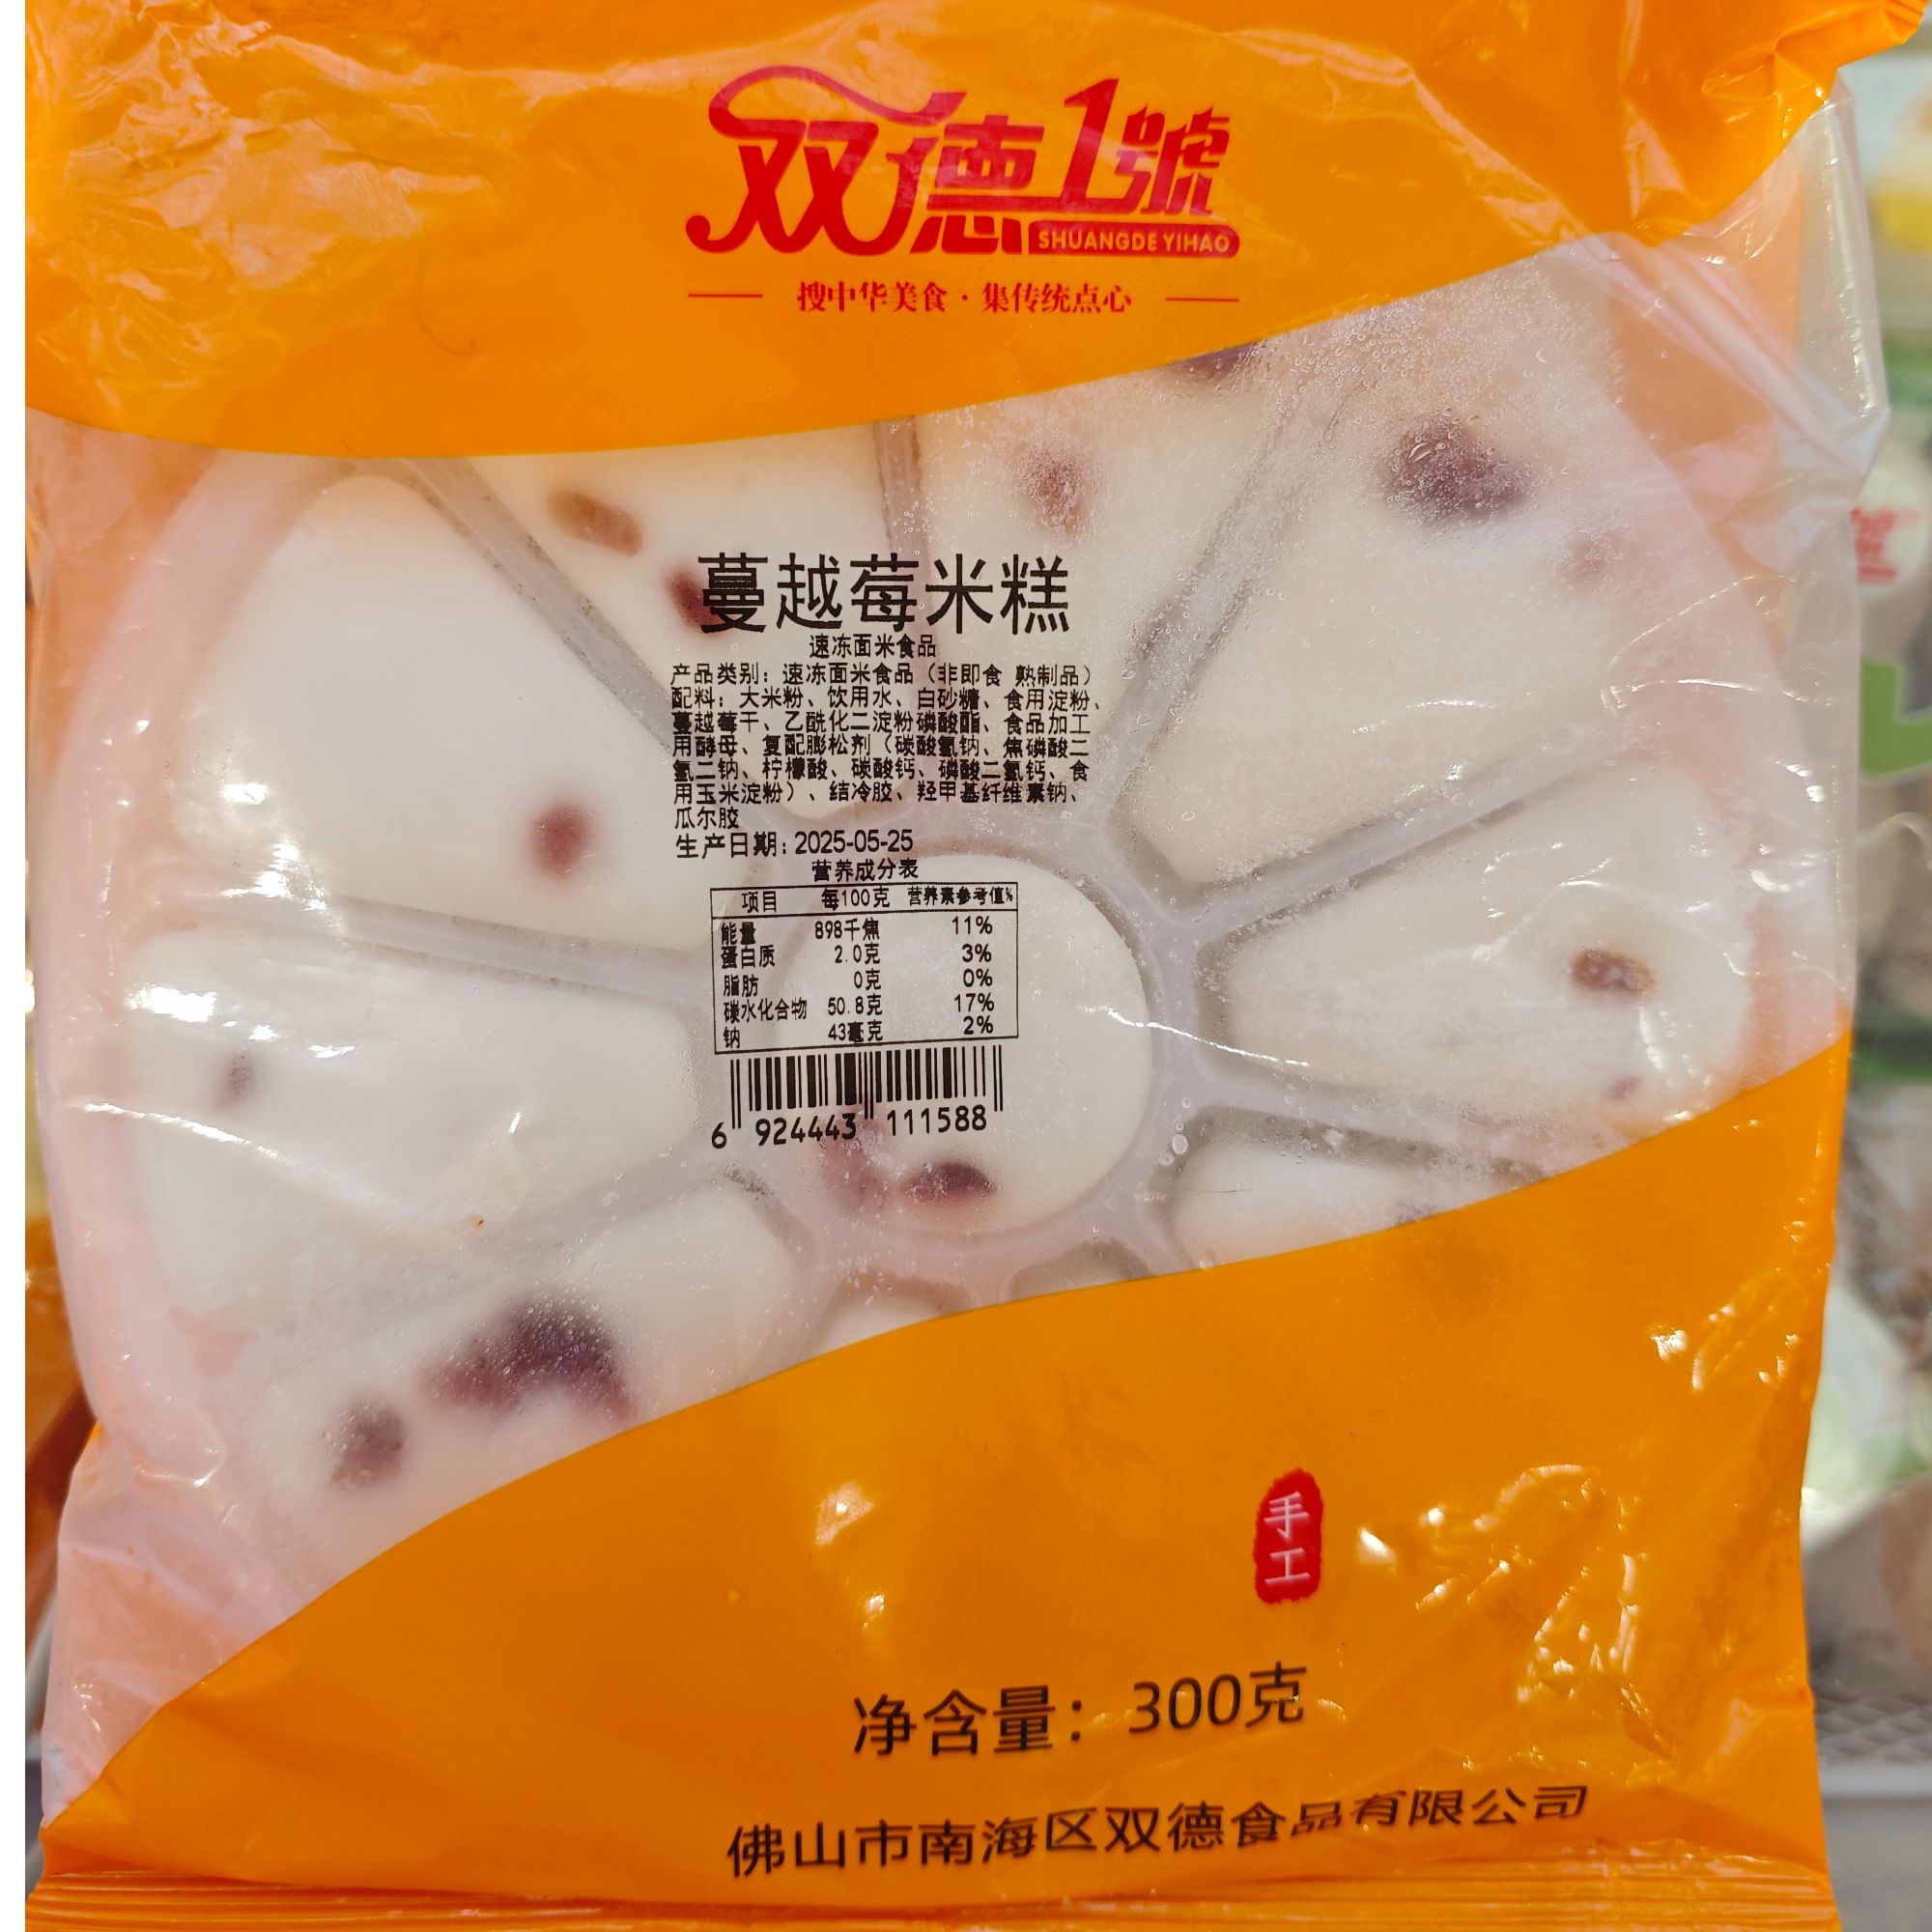 双德1號
SHUANGDE YIHAO
搜中华美食·集传统点心
蔓越莓米糕
速冻面米食品
产品类别：速冻面米食品（非即食 熟制品）
配料：大米粉、饮用水、白砂糖、食用淀粉、
蔓越莓干、乙酰化二淀粉磷酸酯、食品加工
用酵母、复配膨松剂（碳酸氢钠、焦磷酸二
氢二钠、柠檬酸、碳酸钙、磷酸二氢钙、食
用玉米淀粉）、结冷胶、羟甲基纤维素钠、
瓜尔胶
生产日期：2025-05-25
营养成分表
项目 每100克 营养素参考值%
能量 898千焦 11%
蛋白质 2.0克 3%
脂肪 0克 0%
碳水化合物 50.8克 17%
钠 43毫克 2%
6 924443 111588
手工
净含量：300克
佛山市南海区双德食品有限公司